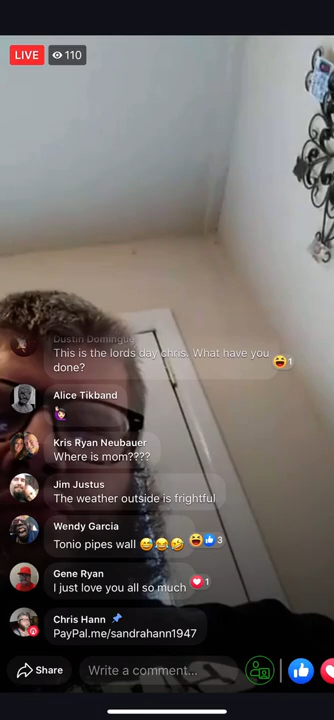 LIVE 110
Dustin Domingue
This is the lords day chris. What have you
done?
1
Alice Tikband
Kris Ryan Neubauer
Where is mom????
Jim Justus
The weather outside is frightful
Wendy Garcia
Tonio pipes wall 😅😂🤣 3
Gene Ryan
I just love you all so much 1
Chris Hann 📌
PayPal.me/sandrahann1947
Share Write a comment...